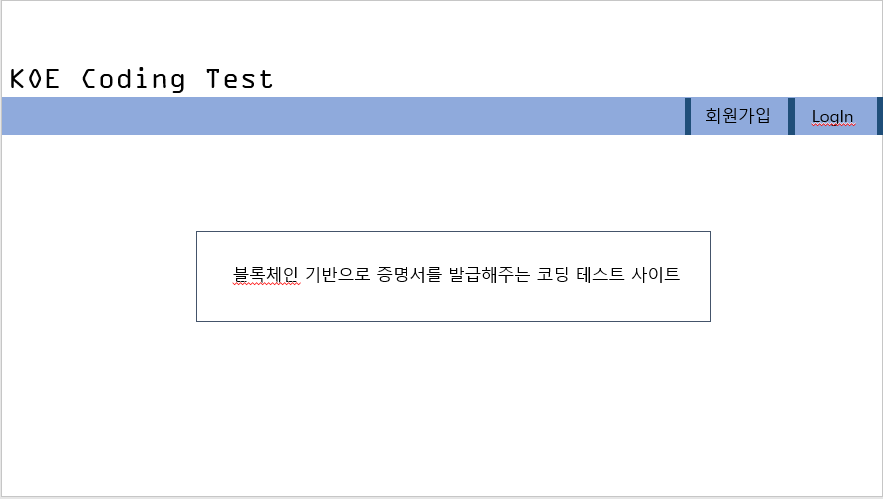 KOE Coding Test
회원가입
LogIn
블록체인 기반으로 증명서를 발급해주는 코딩 테스트 사이트